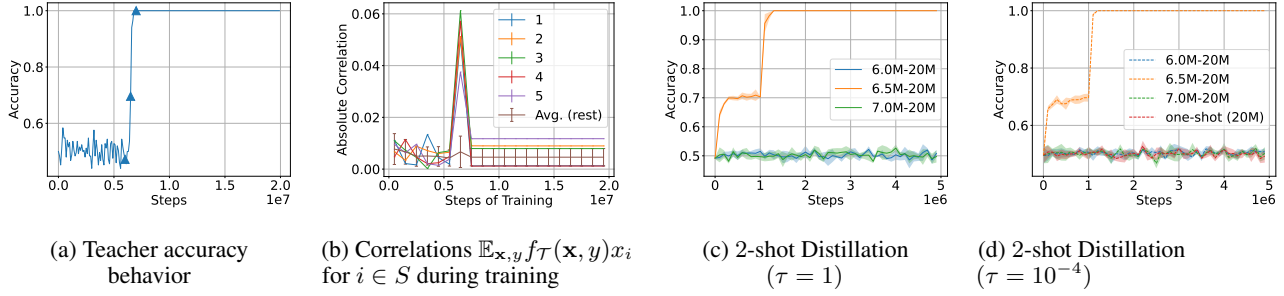 1.0
0.8
0.6
Accuracy
0.0
0.5
1.0
1.5
2.0
Steps
1e7
(a) Teacher accuracy
behavior
0.06
0.04
0.02
0.00
Absolute Correlation
1
2
3
4
5
Avg. (rest)
0.0
0.5
1.0
1.5
2.0
Steps of Training
1e7
(b) Correlations 𝔼x,y f𝒯(x, y)xi
for i ∈ S during training
1.0
0.9
0.8
0.7
0.6
0.5
Accuracy
6.0M-20M
6.5M-20M
7.0M-20M
0
1
2
3
4
5
Steps
1e6
(c) 2-shot Distillation
(τ = 1)
1.0
0.8
0.6
Accuracy
6.0M-20M
6.5M-20M
7.0M-20M
one-shot (20M)
0
1
2
3
4
5
Steps
1e6
(d) 2-shot Distillation
(τ = 10⁻⁴)